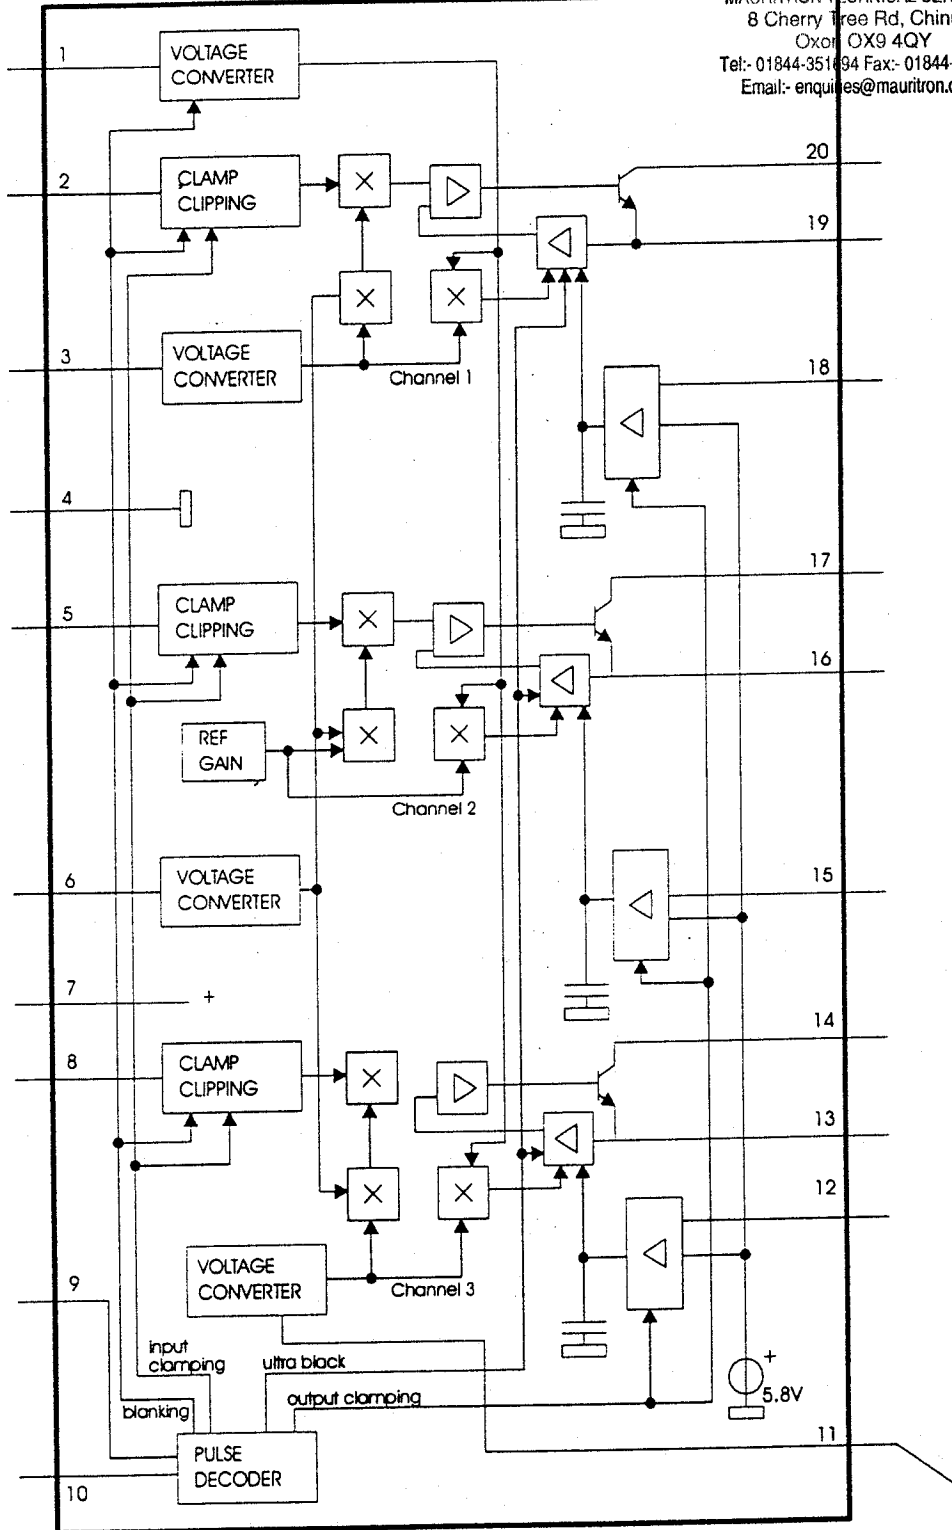 8 Cherry Tree Rd, Chinn
Oxon OX9 4QY
Tel:- 01844-351694 Fax:- 01844-
Email:- enquiries@mauritron.c
1
VOLTAGE
CONVERTER
20
2
CLAMP
CLIPPING
×
▷
19
◁
×
×
3
VOLTAGE
CONVERTER
Channel 1
18
◁
4
17
5
CLAMP
CLIPPING
×
▷
16
◁
REF
GAIN
×
×
Channel 2
6
VOLTAGE
CONVERTER
15
◁
7
+
14
8
CLAMP
CLIPPING
×
▷
13
◁
×
×
12
9
VOLTAGE
CONVERTER
Channel 3
◁
input
clamping
ultra black
+
5.8V
output clamping
blanking
11
PULSE
DECODER
10